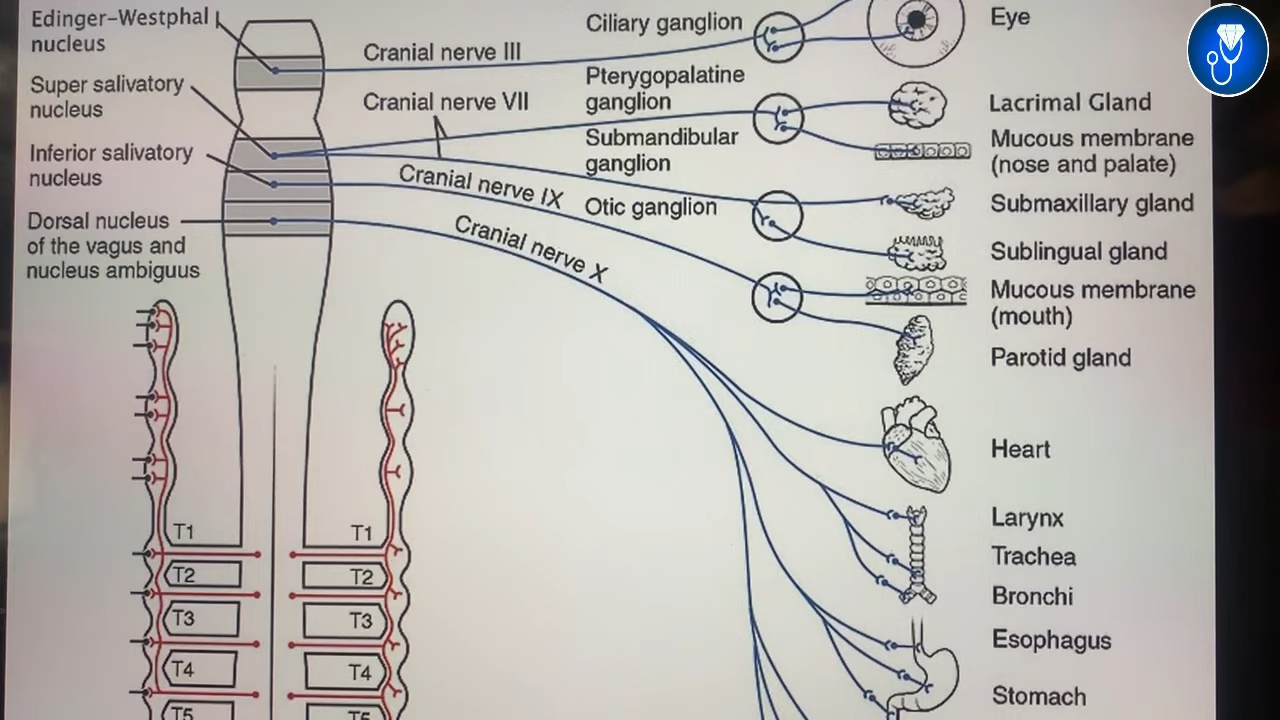 Edinger–Westphal
nucleus
Super salivatory
nucleus
Inferior salivatory
nucleus
Dorsal nucleus
of the vagus and
nucleus ambiguus
Cranial nerve III
Cranial nerve VII
Cranial nerve IX
Cranial nerve X
Ciliary ganglion
Pterygopalatine
ganglion
Submandibular
ganglion
Otic ganglion
Eye
Lacrimal Gland
Mucous membrane
(nose and palate)
Submaxillary gland
Sublingual gland
Mucous membrane
(mouth)
Parotid gland
Heart
Larynx
Trachea
Bronchi
Esophagus
Stomach
T1
T1
T2
T2
T3
T3
T4
T4
T5
T5